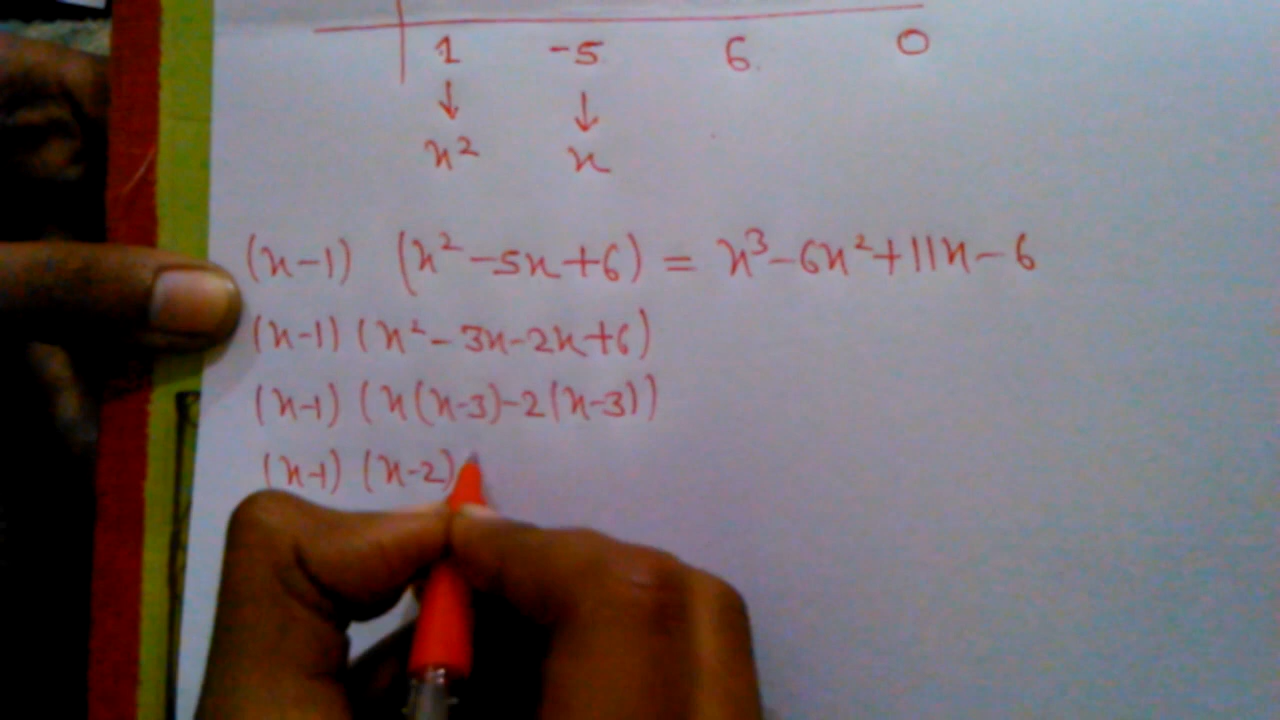 1 -5 6 0
↓ ↓
x² x
(x-1) (x²-5x+6) = x³-6x²+11x-6
(x-1) (x²-3x-2x+6)
(x-1) (x(x-3)-2(x-3))
(x-1) (x-2)